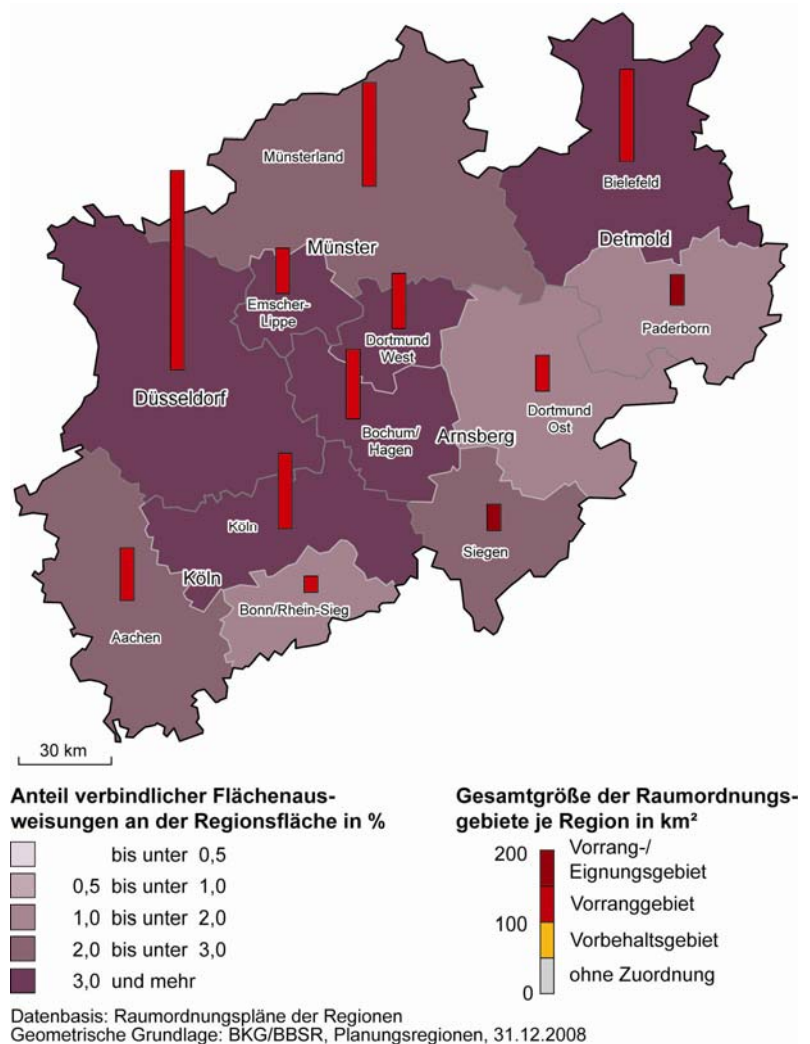 Münsterland
Bielefeld
Münster
Detmold
Emscher-
Lippe
Dortmund
West
Paderborn
Düsseldorf
Bochum/
Hagen
Arnsberg
Dortmund
Ost
Köln
Siegen
Köln
Bonn/Rhein-Sieg
Aachen
30 km
Anteil verbindlicher Flächenaus-
weisungen an der Regionsfläche in %
bis unter 0,5
0,5 bis unter 1,0
1,0 bis unter 2,0
2,0 bis unter 3,0
3,0 und mehr
Gesamtgröße der Raumordnungs-
gebiete je Region in km²
200
100
0
Vorrang-/
Eignungsgebiet
Vorranggebiet
Vorbehaltsgebiet
ohne Zuordnung
Datenbasis: Raumordnungspläne der Regionen
Geometrische Grundlage: BKG/BBSR, Planungsregionen, 31.12.2008